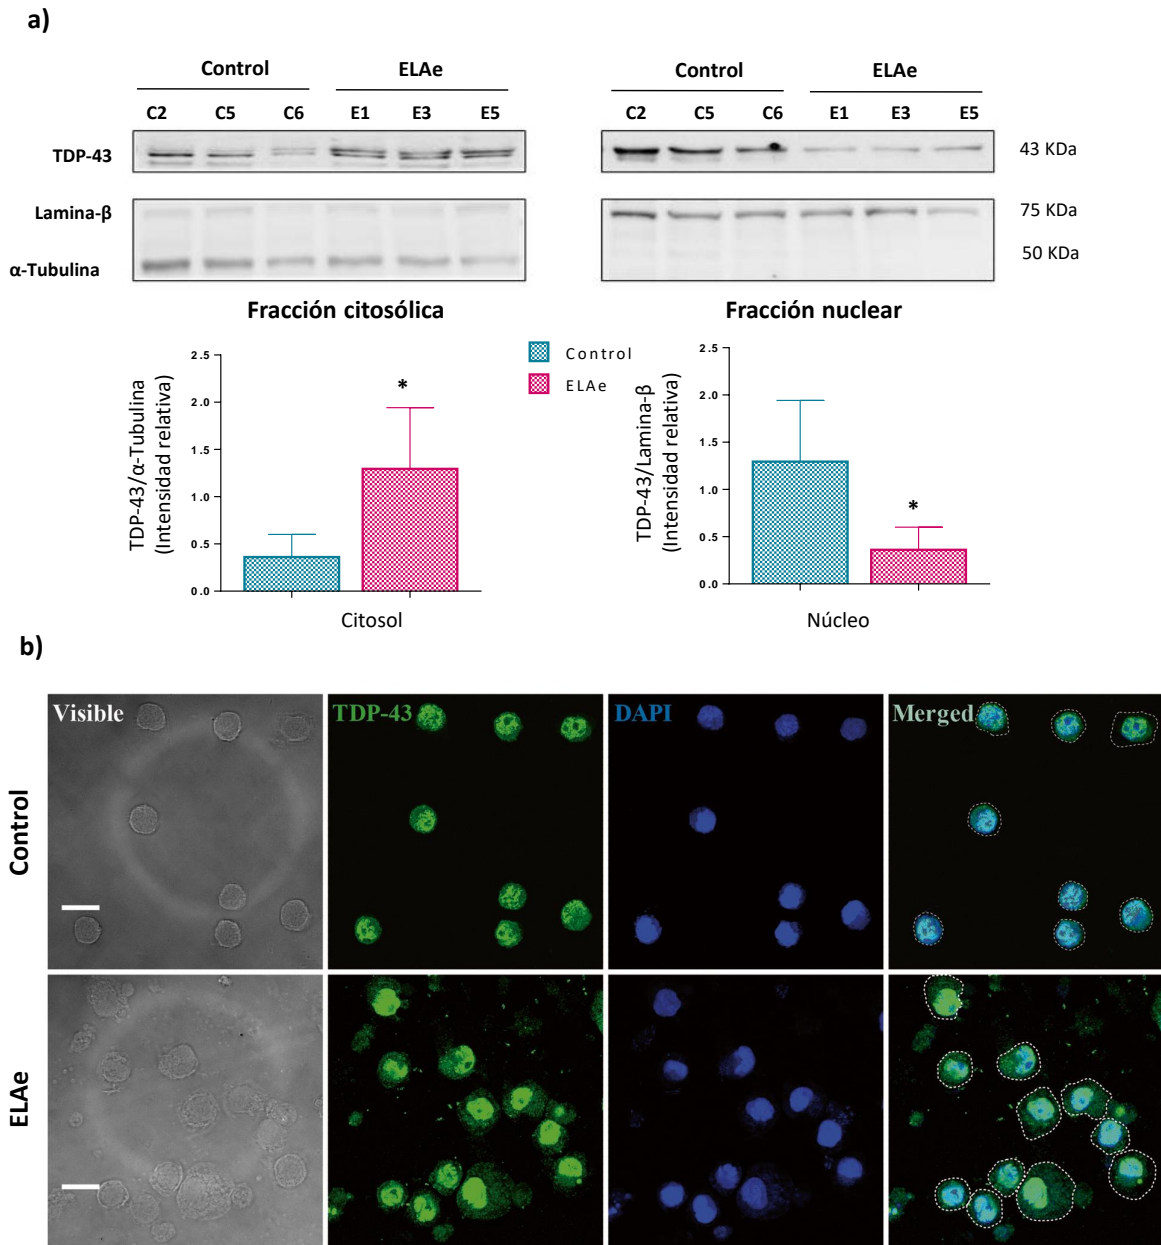 a)
Control ELAe Control ELAe
C2 C5 C6 E1 E3 E5 C2 C5 C6 E1 E3 E5
TDP-43 43 KDa
Lamina-β 75 KDa
α-Tubulina 50 KDa
Fracción citosólica Fracción nuclear
Control
ELAe
TDP-43/α-Tubulina
(Intensidad relativa)
2.5
2.0
1.5
1.0
0.5
0.0
*
Citosol
TDP-43/Lamina-β
(Intensidad relativa)
2.5
2.0
1.5
1.0
0.5
0.0
*
Núcleo
b)
Visible TDP-43 DAPI Merged
Control
ELAe